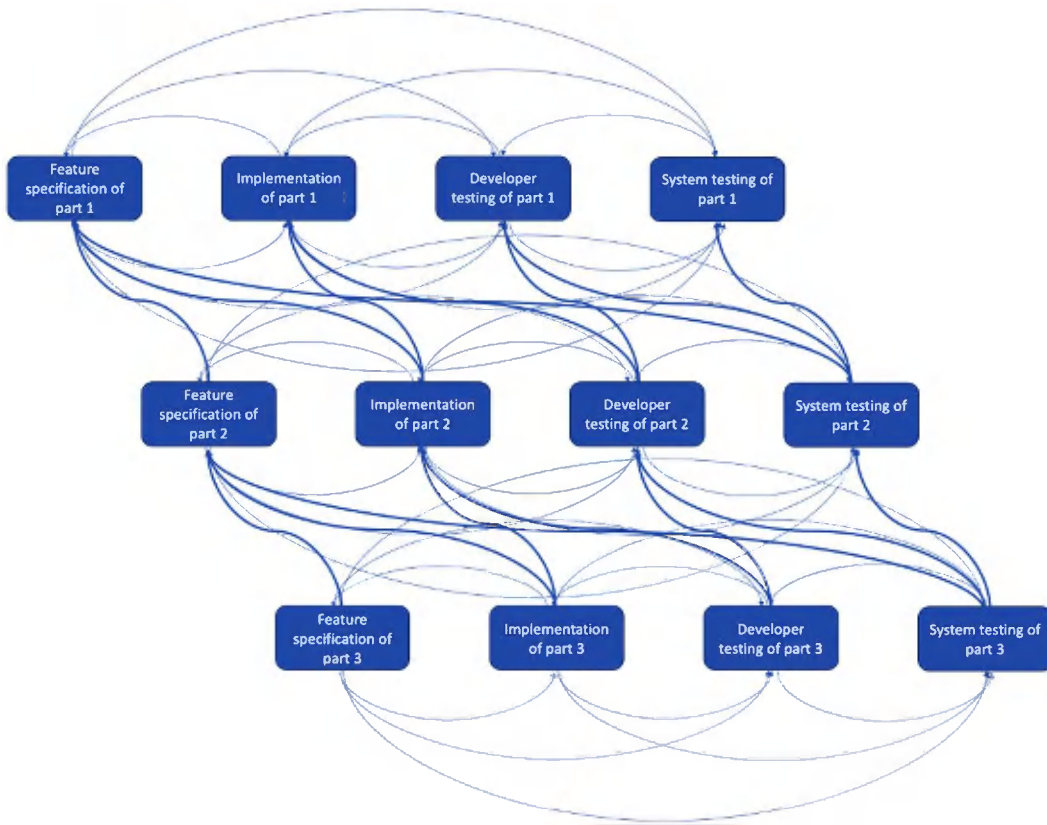 Feature
specification of
part 1
Implementation
of part 1
Developer
testing of part 1
System testing of
part 1
Feature
specification of
part 2
Implementation
of part 2
Developer
testing of part 2
System testing of
part 2
Feature
specification of
part 3
Implementation
of part 3
Developer
testing of part 3
System testing of
part 3